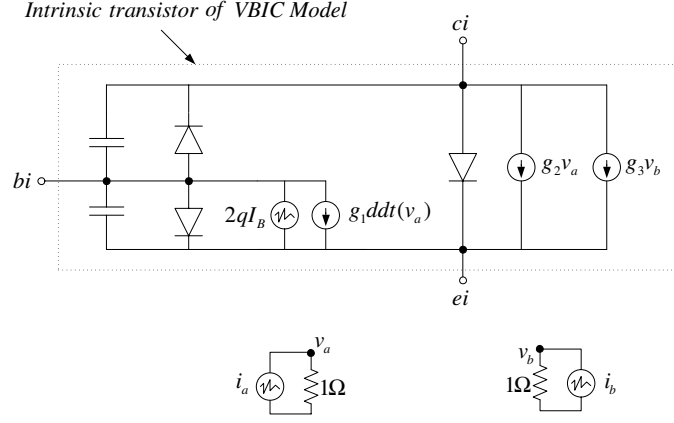 Intrinsic transistor of VBIC Model
ci
bi
2qI_B
g_1ddt(v_a)
g_2v_a
g_3v_b
ei
v_a
i_a
1Ω
v_b
1Ω
i_b